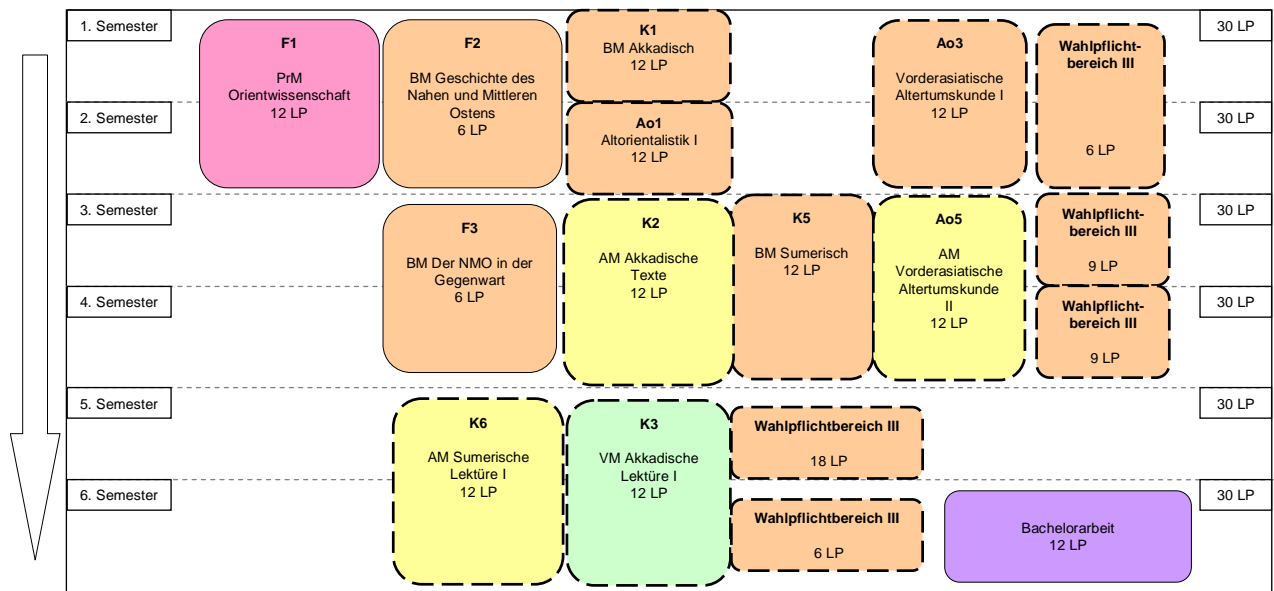 1. Semester
30 LP
F1
PrM
Orientwissenschaft
12 LP
F2
BM Geschichte des
Nahen und Mittleren
Ostens
6 LP
K1
BM Akkadisch
12 LP
Ao3
Vorderasiatische
Altertumskunde I
12 LP
Wahlpflicht-
bereich III
6 LP
2. Semester
30 LP
Ao1
Altorientalistik I
12 LP
3. Semester
30 LP
F3
BM Der NMO in der
Gegenwart
6 LP
K2
AM Akkadische
Texte
12 LP
K5
BM Sumerisch
12 LP
Ao5
AM
Vorderasiatische
Altertumskunde
II
12 LP
Wahlpflicht-
bereich III
9 LP
4. Semester
30 LP
Wahlpflicht-
bereich III
9 LP
5. Semester
30 LP
K6
AM Sumerische
Lektüre I
12 LP
K3
VM Akkadische
Lektüre I
12 LP
Wahlpflichtbereich III
18 LP
6. Semester
30 LP
Wahlpflichtbereich III
6 LP
Bachelorarbeit
12 LP